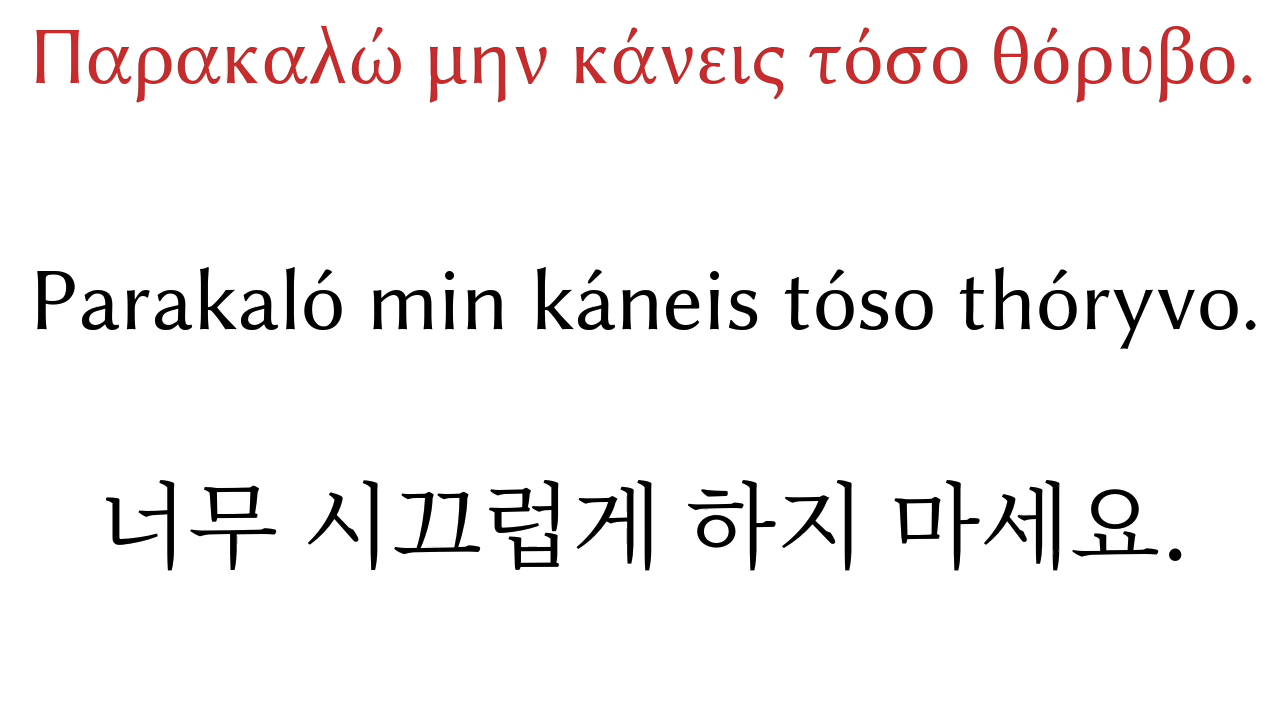 Παρακαλώ μην κάνεις τόσο θόρυβο.
Parakaló min káneis tóso thóryvo.
너무 시끄럽게 하지 마세요.